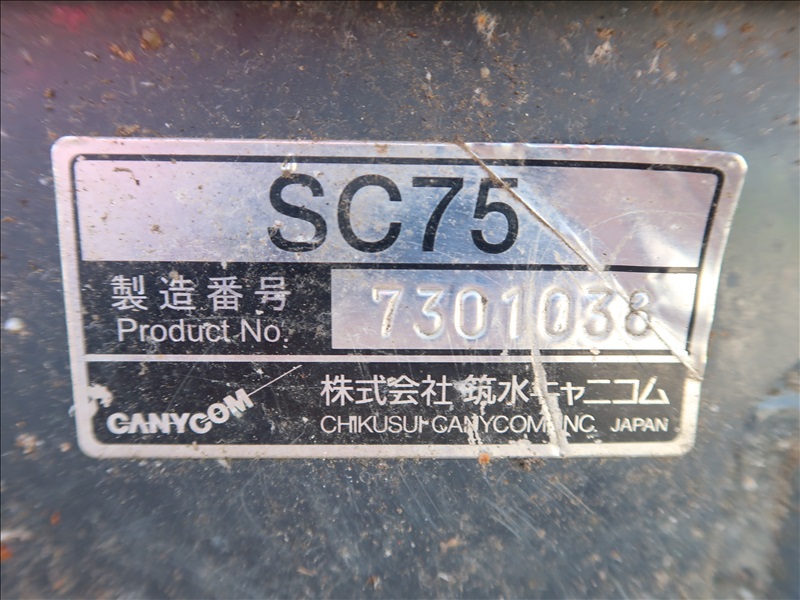 SC75
製造番号
Product No. 7301038
CANYCOM 株式会社 筑水キャニコム
CHIKUSUI CANYCOM, INC. JAPAN